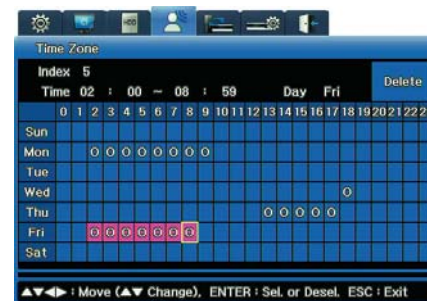 HDD
Time Zone
Index 5
Time 02 : 00 ~ 08 : 59 Day Fri
Delete
0 1 2 3 4 5 6 7 8 9 10 11 12 13 14 15 16 17 18 19 20 21 22 2
Sun
Mon O O O O O O O O
Tue
Wed O
Thu O O O O O
Fri O O O O O O O
Sat
▲▼◀▶ : Move (▲▼ Change), ENTER : Sel. or Desel. ESC : Exit